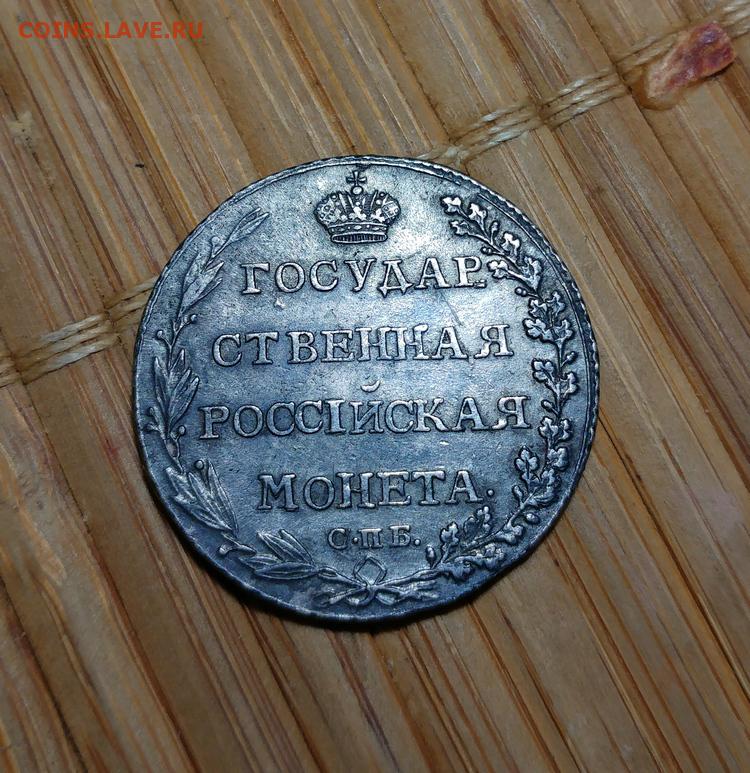 COINS.LAVE.RU
ГОСУДАР
СТВЕННАЯ
РОССІЙСКАЯ
МОНЕТА.
С·П·Б.